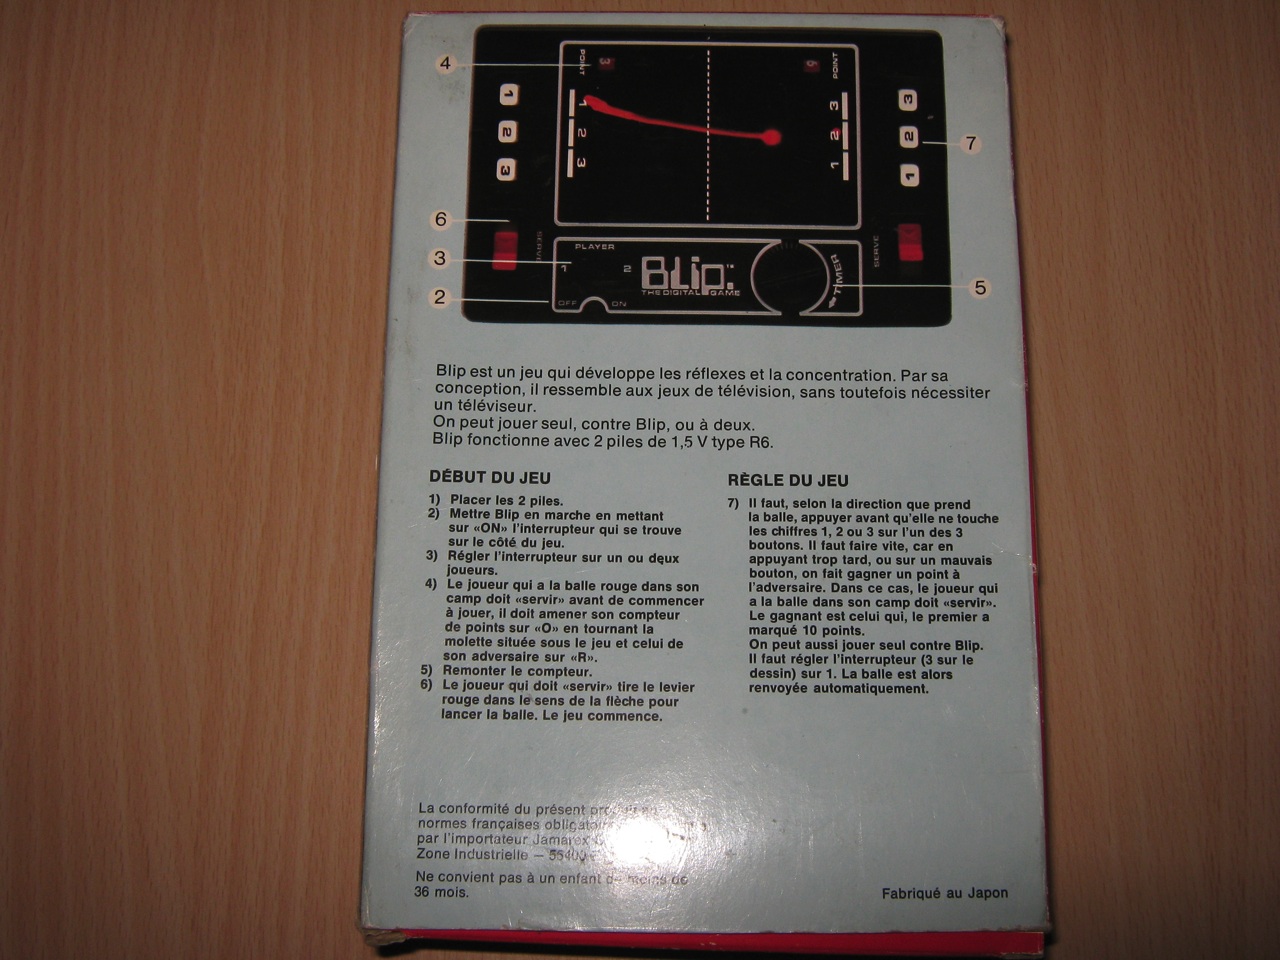 4
POINT
3
6
POINT
1
2
3
1
2
3
3
2
1
3
2
1
7
6
SERVE
SERVE
3
PLAYER
1
2
BLip.™
THE DIGITAL GAME
TIMER
5
2
OFF
ON
Blip est un jeu qui développe les réflexes et la concentration. Par sa
conception, il ressemble aux jeux de télévision, sans toutefois nécessiter
un téléviseur.
On peut jouer seul, contre Blip, ou à deux.
Blip fonctionne avec 2 piles de 1,5 V type R6.
DÉBUT DU JEU
1) Placer les 2 piles.
2) Mettre Blip en marche en mettant
sur «ON» l'interrupteur qui se trouve
sur le côté du jeu.
3) Régler l'interrupteur sur un ou deux
joueurs.
4) Le joueur qui a la balle rouge dans son
camp doit «servir» avant de commencer
à jouer, il doit amener son compteur
de points sur «O» en tournant la
molette située sous le jeu et celui de
son adversaire sur «R».
5) Remonter le compteur.
6) Le joueur qui doit «servir» tire le levier
rouge dans le sens de la flèche pour
lancer la balle. Le jeu commence.
RÈGLE DU JEU
7) Il faut, selon la direction que prend
la balle, appuyer avant qu'elle ne touche
les chiffres 1, 2 ou 3 sur l'un des 3
boutons. Il faut faire vite, car en
appuyant trop tard, ou sur un mauvais
bouton, on fait gagner un point à
l'adversaire. Dans ce cas, le joueur qui
a la balle dans son camp doit «servir».
Le gagnant est celui qui, le premier a
marqué 10 points.
On peut aussi jouer seul contre Blip.
Il faut régler l'interrupteur (3 sur le
dessin) sur 1. La balle est alors
renvoyée automatiquement.
La conformité du présent
normes françaises
par l'importateur Jamarex
Zone Industrielle —
Ne convient pas à un enfant de moins de
36 mois.
Fabriqué au Japon